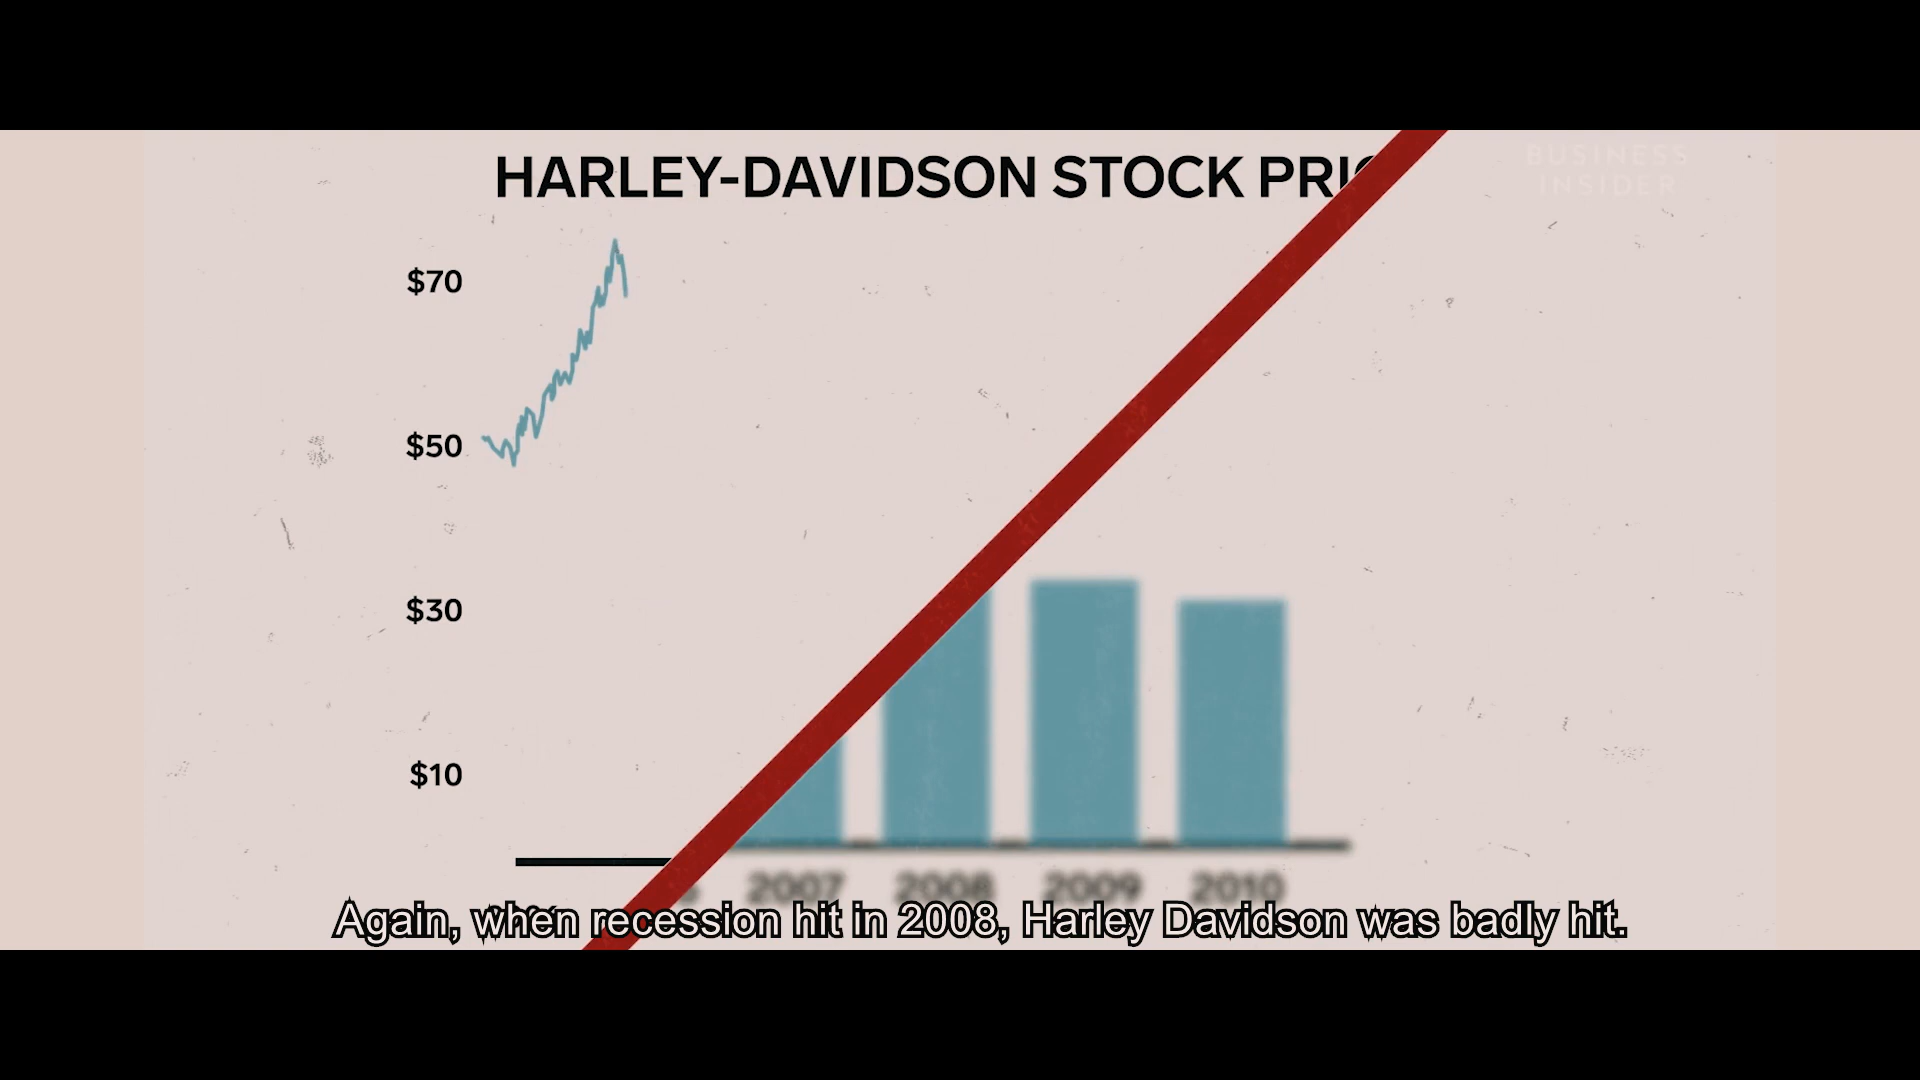 HARLEY-DAVIDSON STOCK PRI
BUSINESS
INSIDER
$70
$50
$30
$10
2007 2008 2009 2010
Again, when recession hit in 2008, Harley Davidson was badly hit.